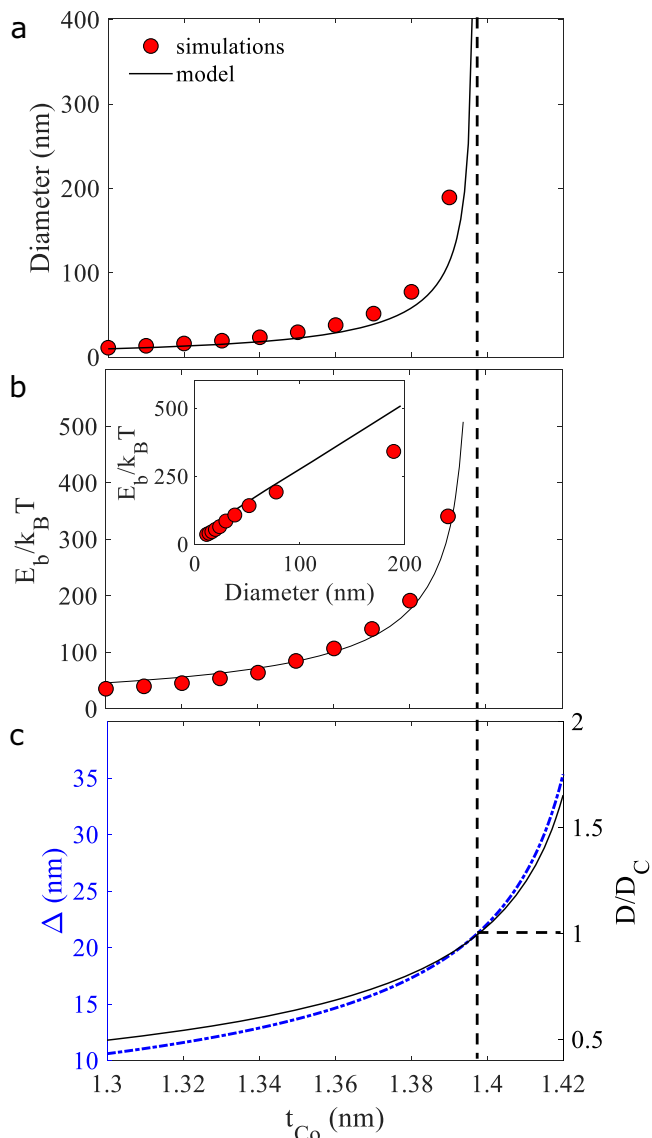 a
400
300
200
100
0
Diameter (nm)
simulations
model
b
500
400
300
200
100
0
E_b/k_B T
500
250
0
E_b/k_B T
0
100
200
Diameter (nm)
c
35
30
25
20
15
10
Δ (nm)
2
1.5
1
0.5
D/D_C
1.3
1.32
1.34
1.36
1.38
1.4
1.42
t_Co (nm)